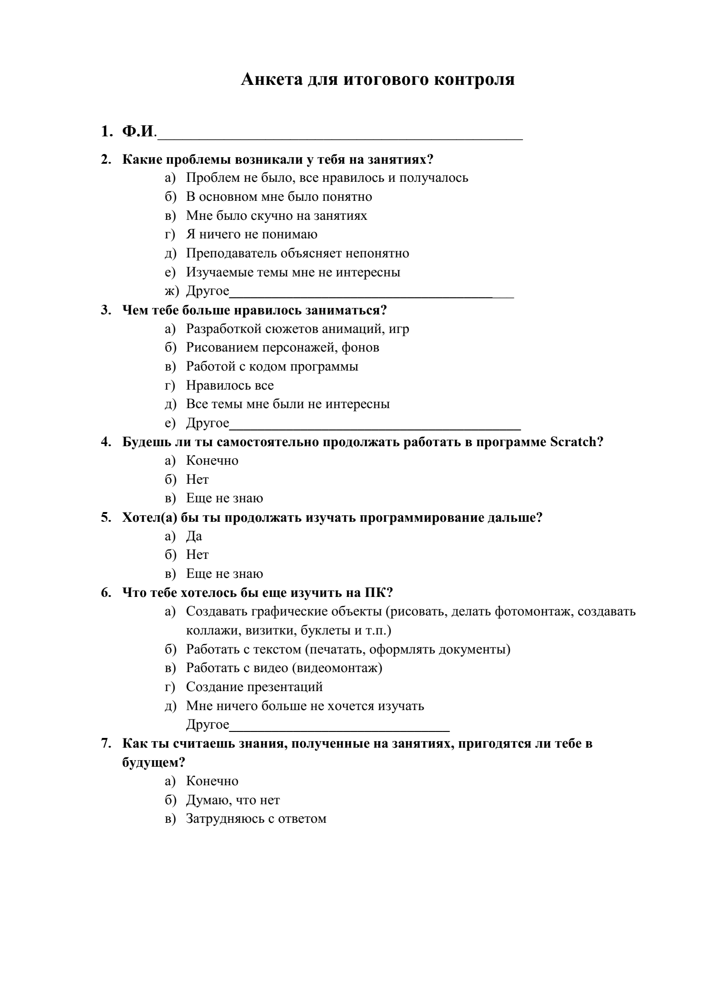 Анкета для итогового контроля
1. Ф.И.____________________________________________
2. Какие проблемы возникали у тебя на занятиях?
а) Проблем не было, все нравилось и получалось
б) В основном мне было понятно
в) Мне было скучно на занятиях
г) Я ничего не понимаю
д) Преподаватель объясняет непонятно
е) Изучаемые темы мне не интересны
ж) Другое________________________________________
3. Чем тебе больше нравилось заниматься?
а) Разработкой сюжетов анимаций, игр
б) Рисованием персонажей, фонов
в) Работой с кодом программы
г) Нравилось все
д) Все темы мне были не интересны
е) Другое_________________________________________
4. Будешь ли ты самостоятельно продолжать работать в программе Scratch?
а) Конечно
б) Нет
в) Еще не знаю
5. Хотел(а) бы ты продолжать изучать программирование дальше?
а) Да
б) Нет
в) Еще не знаю
6. Что тебе хотелось бы еще изучить на ПК?
а) Создавать графические объекты (рисовать, делать фотомонтаж, создавать
коллажи, визитки, буклеты и т.п.)
б) Работать с текстом (печатать, оформлять документы)
в) Работать с видео (видеомонтаж)
г) Создание презентаций
д) Мне ничего больше не хочется изучать
Другое_______________________________
7. Как ты считаешь знания, полученные на занятиях, пригодятся ли тебе в
будущем?
а) Конечно
б) Думаю, что нет
в) Затрудняюсь с ответом